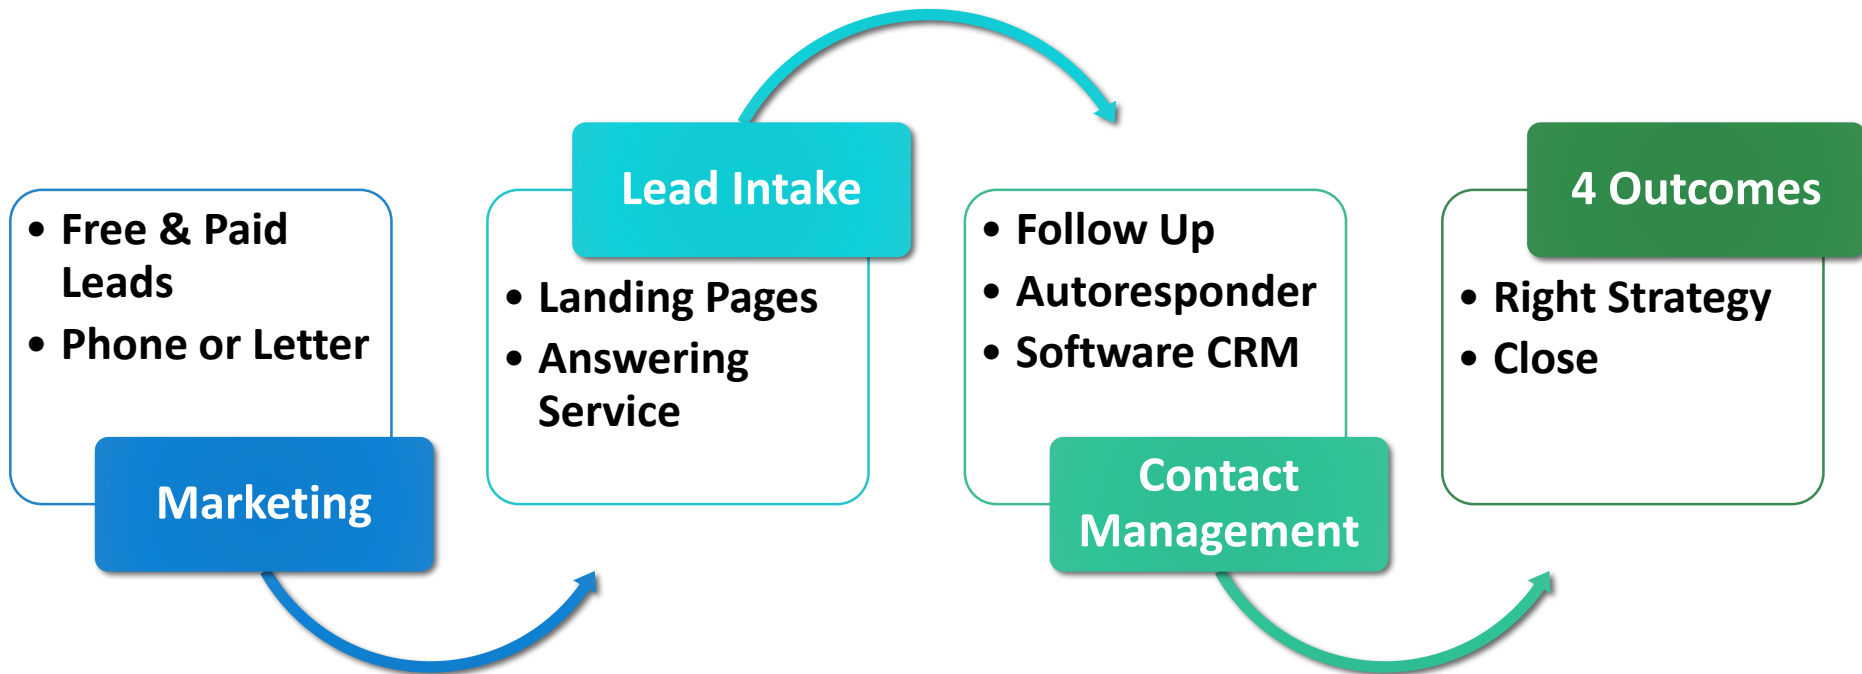 • Free & Paid
Leads
• Phone or Letter
Marketing
Lead Intake
• Landing Pages
• Answering
Service
• Follow Up
• Autoresponder
• Software CRM
Contact
Management
4 Outcomes
• Right Strategy
• Close